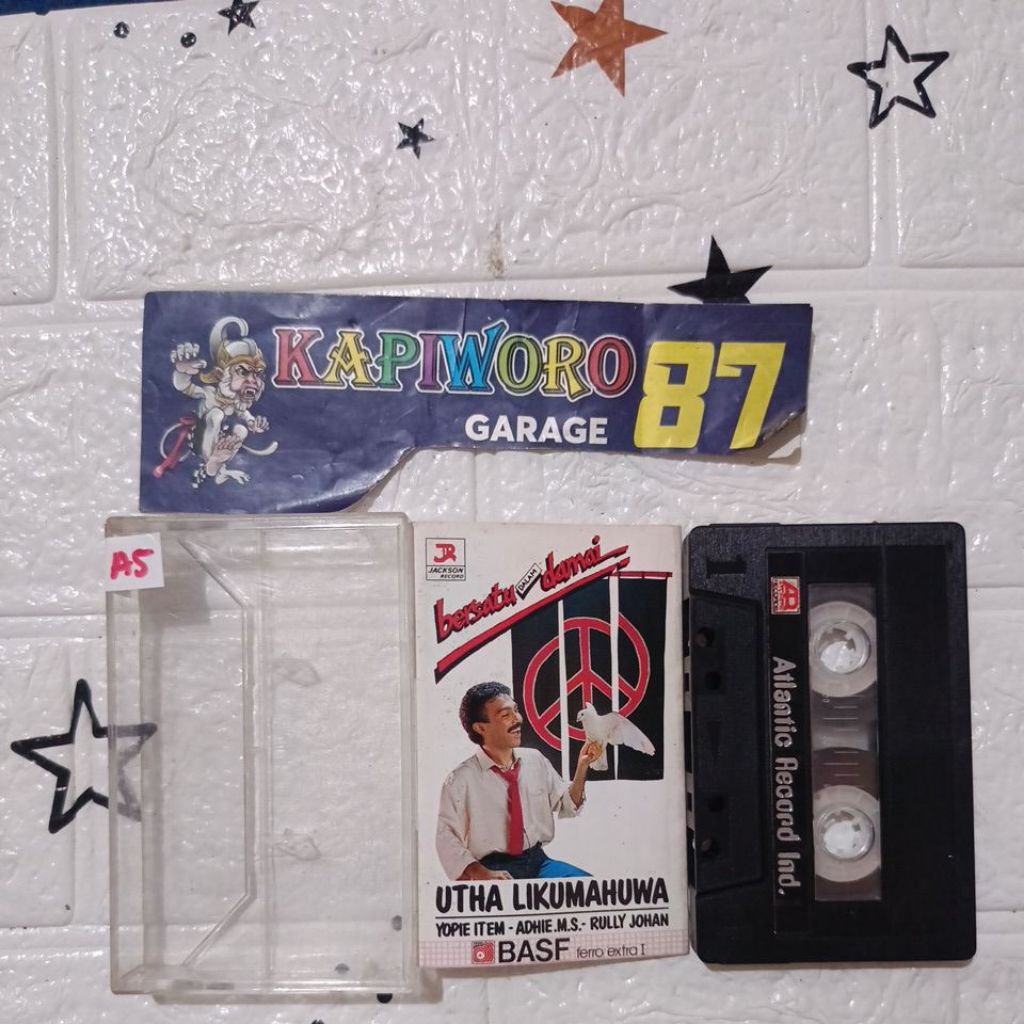 KAPIWORO
GARAGE
87
A5
JR
JACKSON
RECORD
bersatu DALAM damai
UTHA LIKUMAHUWA
YOPIE ITEM - ADHIE.M.S.- RULLY JOHAN
BASF ferro extra I
1
Atlantic Record Ind.